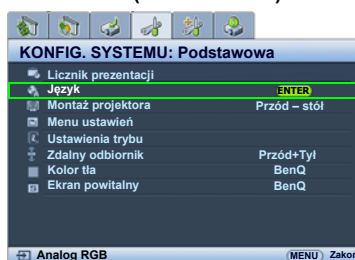 KONFIG. SYSTEMU: Podstawowa
Licznik prezentacji
Język ENTER
Montaż projektora Przód – stół
Menu ustawień
Ustawienia trybu
Zdalny odbiornik Przód+Tył
Kolor tła BenQ
Ekran powitalny BenQ
Analog RGB MENU